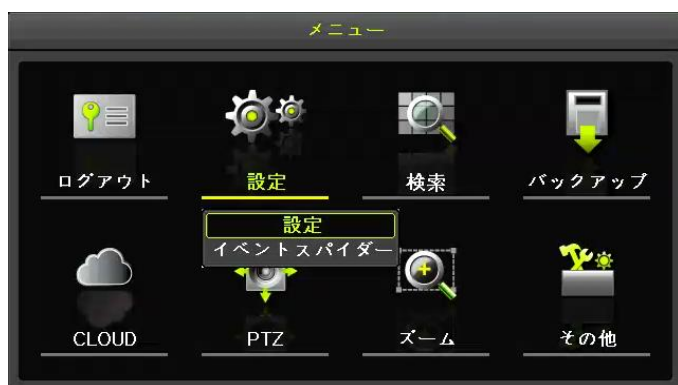 メニュー
ログアウト
設定
検索
バックアップ
設定
イベントスパイダー
CLOUD
PTZ
ズーム
その他